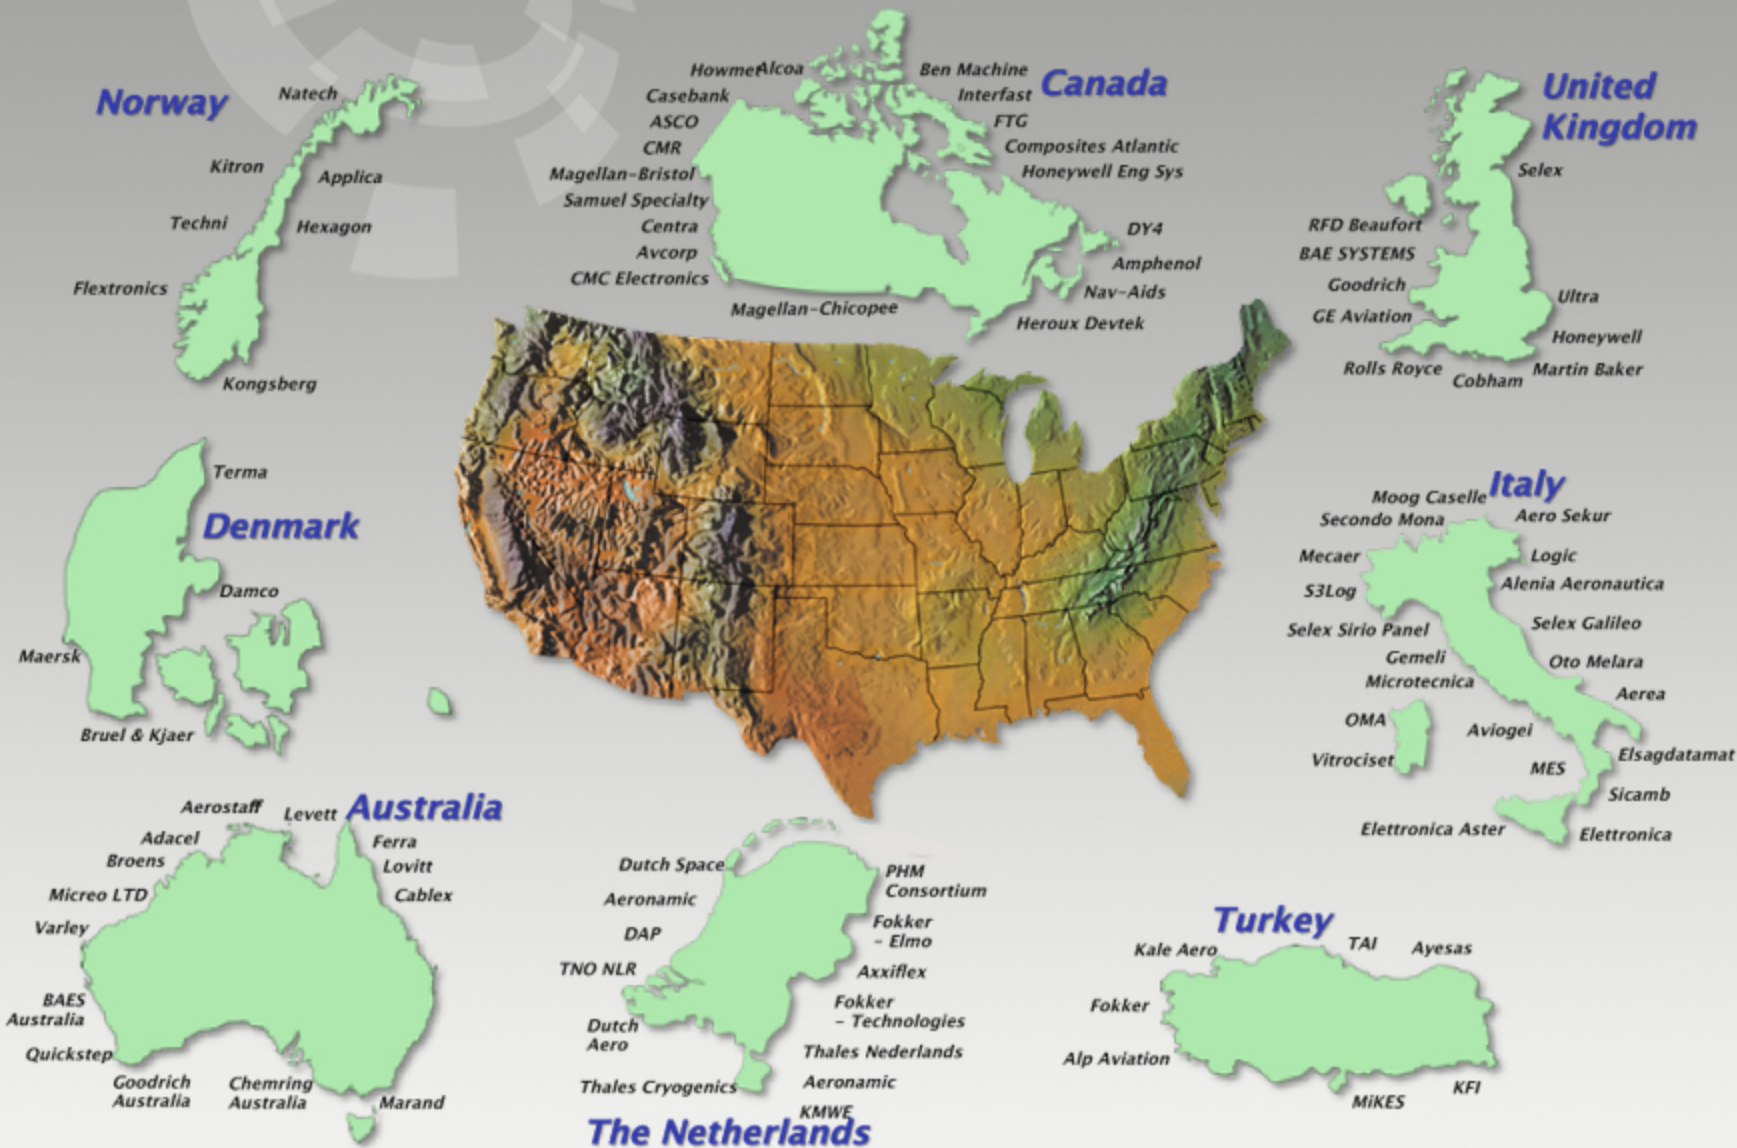 Norway
Natech
Kitron
Applica
Techni
Hexagon
Flextronics
Kongsberg
Canada
Howmet
Alcoa
Ben Machine
Casebank
Interfast
ASCO
FTG
CMR
Composites Atlantic
Magellan-Bristol
Honeywell Eng Sys
Samuel Specialty
Centra
DY4
Avcorp
Amphenol
CMC Electronics
Nav-Aids
Magellan-Chicopee
Heroux Devtek
United
Kingdom
Selex
RFD Beaufort
BAE SYSTEMS
Goodrich
Ultra
GE Aviation
Honeywell
Rolls Royce
Cobham
Martin Baker
Denmark
Terma
Damco
Maersk
Bruel & Kjaer
Italy
Moog Caselle
Secondo Mona
Aero Sekur
Mecaer
Logic
S3Log
Alenia Aeronautica
Selex Sirio Panel
Selex Galileo
Gemeli
Oto Melara
Microtecnica
Aerea
OMA
Aviogei
Vitrociset
Elsagdatamat
MES
Sicamb
Elettronica Aster
Elettronica
Australia
Aerostaff
Levett
Adacel
Ferra
Broens
Lovitt
Micreo LTD
Cablex
Varley
BAES
Australia
Quickstep
Goodrich
Australia
Chemring
Australia
Marand
Dutch Space
PHM
Consortium
Aeronamic
Fokker
- Elmo
DAP
TNO NLR
Axxiflex
Fokker
- Technologies
Dutch
Aero
Thales Nederlands
Thales Cryogenics
Aeronamic
KMWE
The Netherlands
Turkey
Kale Aero
TAI
Ayesas
Fokker
Alp Aviation
MiKES
KFI